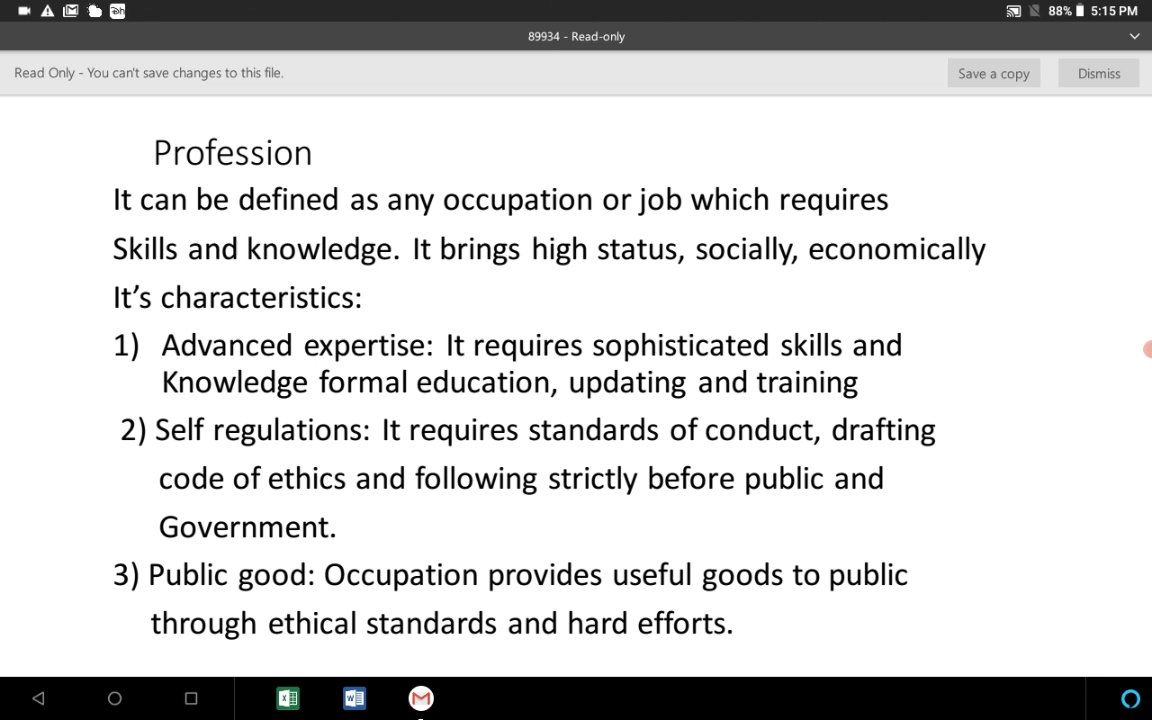 88% 5:15 PM
89934 - Read-only
Read Only - You can't save changes to this file.
Save a copy
Dismiss
Profession
It can be defined as any occupation or job which requires
Skills and knowledge. It brings high status, socially, economically
It's characteristics:
1) Advanced expertise: It requires sophisticated skills and
Knowledge formal education, updating and training
2) Self regulations: It requires standards of conduct, drafting
code of ethics and following strictly before public and
Government.
3) Public good: Occupation provides useful goods to public
through ethical standards and hard efforts.